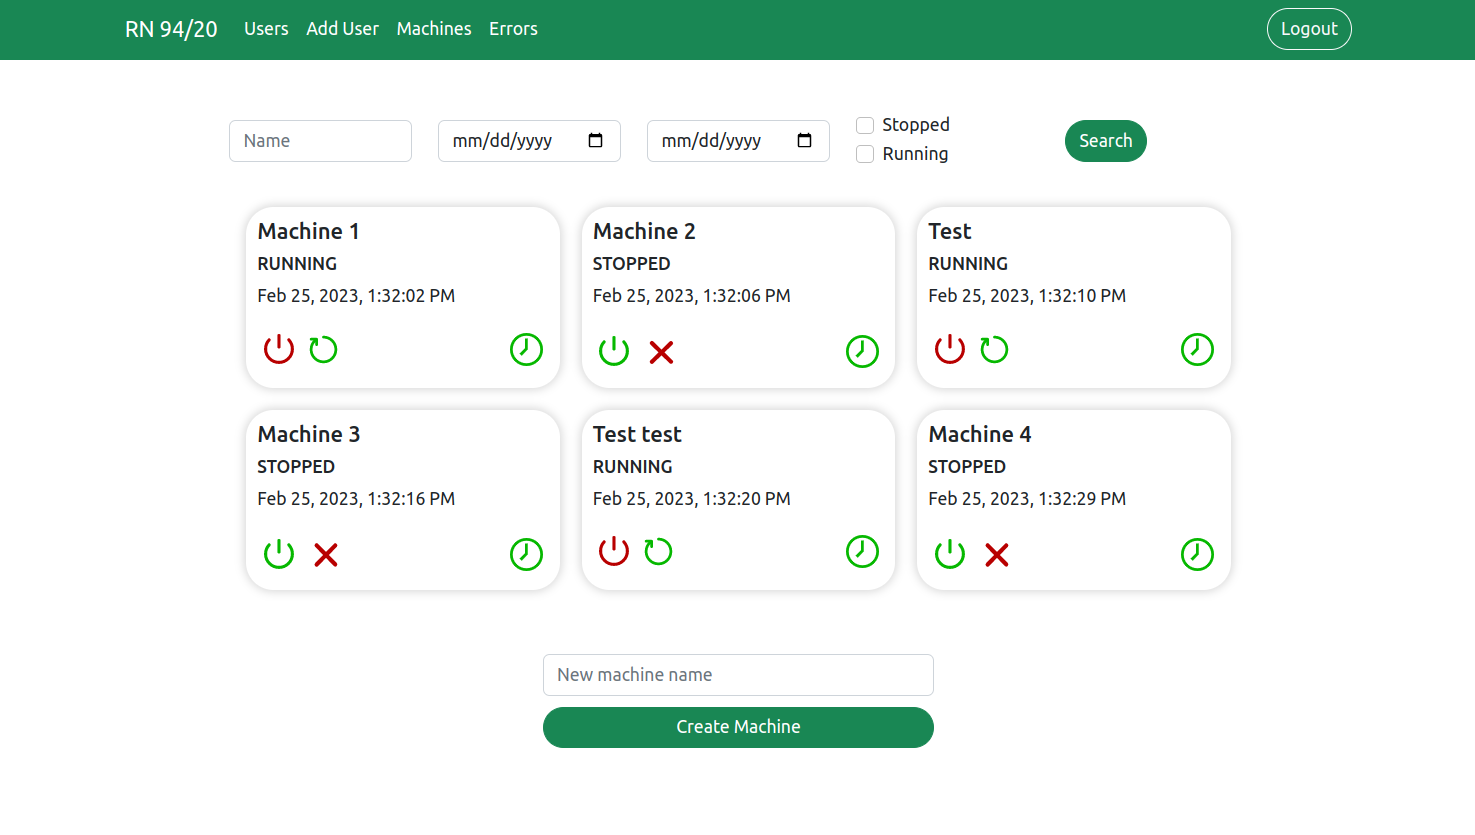 RN 94/20 Users Add User Machines Errors Logout
Name mm/dd/yyyy mm/dd/yyyy Stopped Search
Running
Machine 1
RUNNING
Feb 25, 2023, 1:32:02 PM
Machine 2
STOPPED
Feb 25, 2023, 1:32:06 PM
Test
RUNNING
Feb 25, 2023, 1:32:10 PM
Machine 3
STOPPED
Feb 25, 2023, 1:32:16 PM
Test test
RUNNING
Feb 25, 2023, 1:32:20 PM
Machine 4
STOPPED
Feb 25, 2023, 1:32:29 PM
New machine name
Create Machine